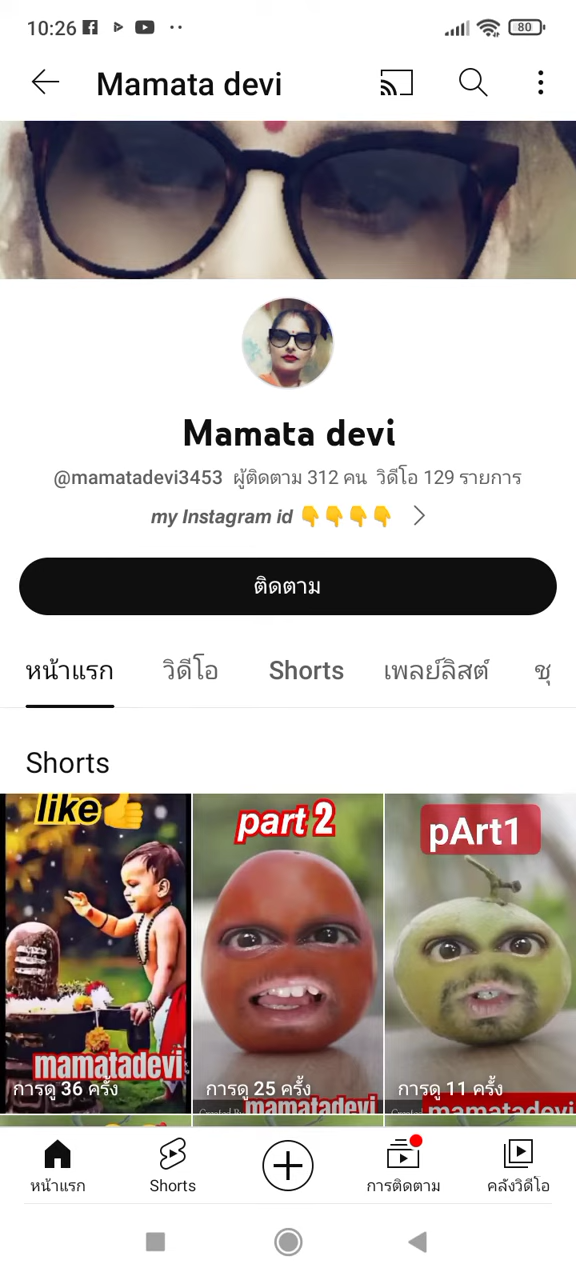 10:26
80
Mamata devi
Mamata devi
@mamatadevi3453 ผู้ติดตาม 312 คน วิดีโอ 129 รายการ
my Instagram id 👇👇👇👇
ติดตาม
หน้าแรก วิดีโอ Shorts เพลย์ลิสต์ ชุ
Shorts
like👍 part 2 pArt1
mamatadevi
การดู 36 ครั้ง การดู 25 ครั้ง การดู 11 ครั้ง
mamatadevi mamatadevi
หน้าแรก Shorts การติดตาม คลังวิดีโอ